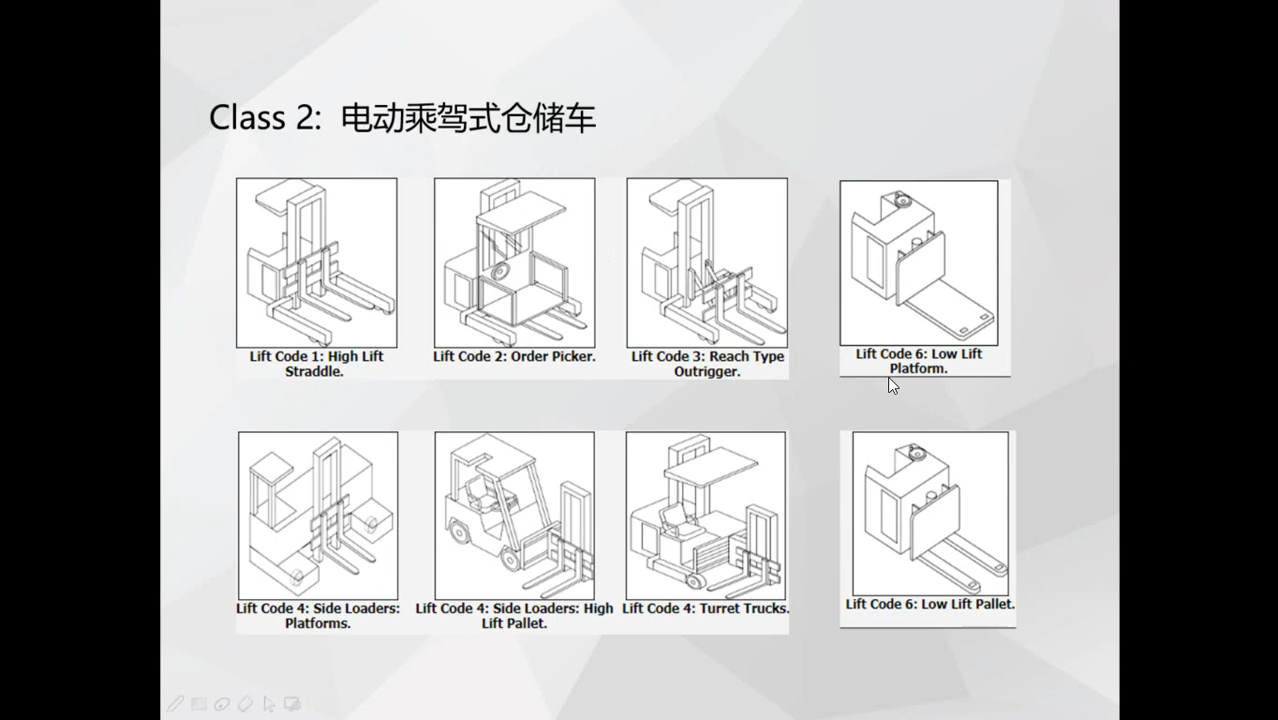 Class 2: 电动乘驾式仓储车
Lift Code 1: High Lift
Straddle.
Lift Code 2: Order Picker.
Lift Code 3: Reach Type
Outrigger.
Lift Code 6: Low Lift
Platform.
Lift Code 4: Side Loaders:
Platforms.
Lift Code 4: Side Loaders: High
Lift Pallet.
Lift Code 4: Turret Trucks.
Lift Code 6: Low Lift Pallet.